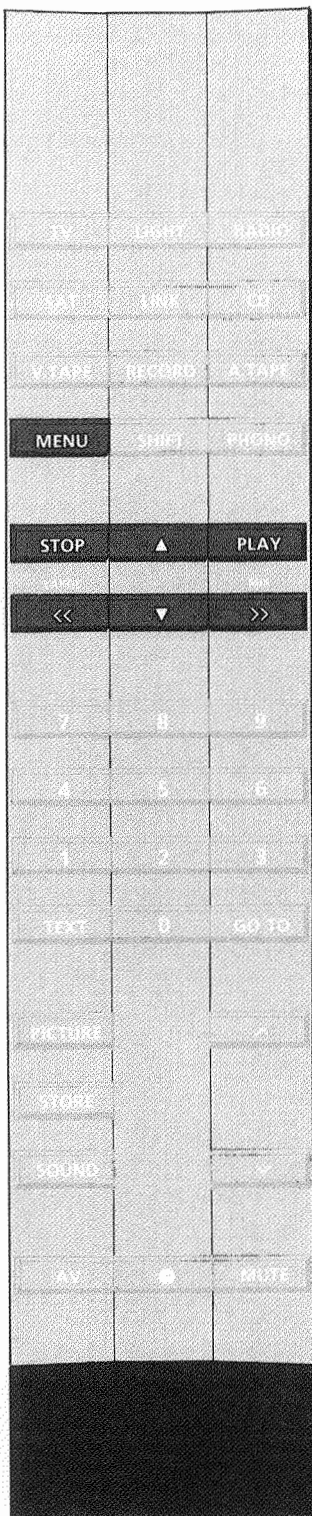 TV LIGHT RADIO
SAT LINK CD
V.TAPE RECORD A.TAPE
MENU SHIFT PHONO
STOP ▲ PLAY
<< ▼ >>
7 8 9
4 5 6
1 2 3
TEXT 0 GO TO
PICTURE ^
STORE
SOUND
AV ● MUTE